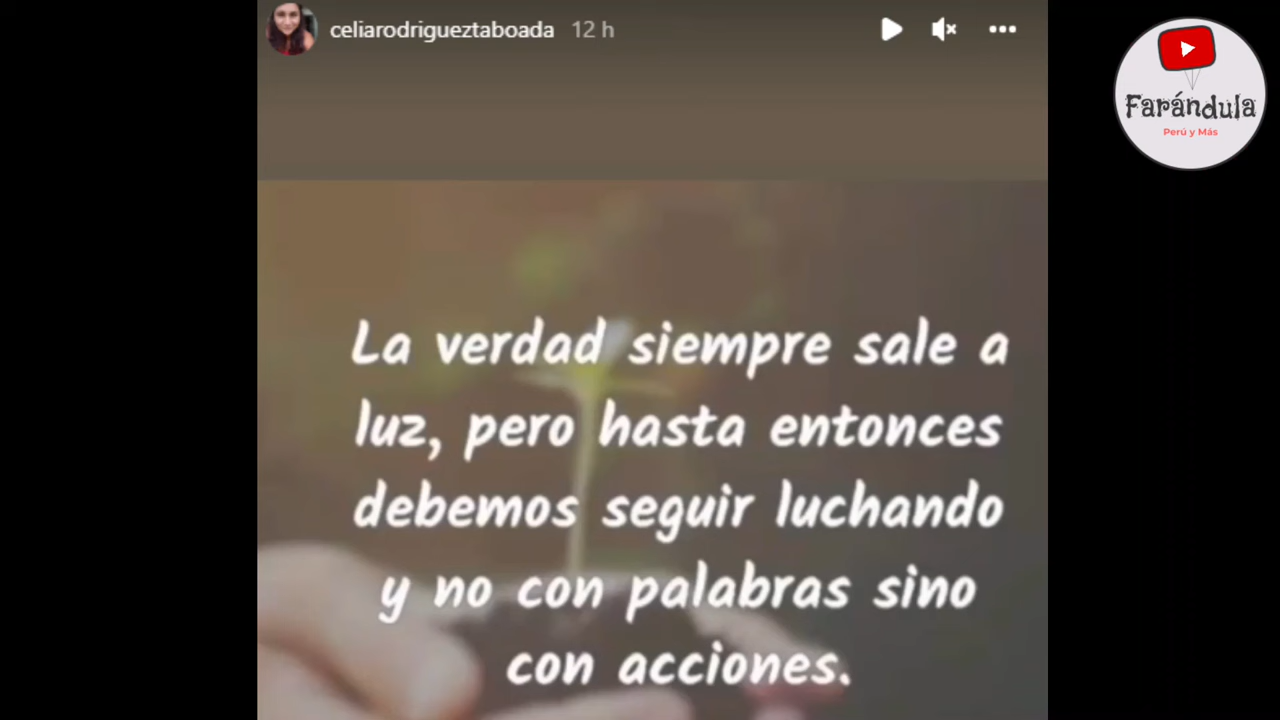 celiarodrigueztaboada 12 h
Farándula
Perú y Más
La verdad siempre sale a
luz, pero hasta entonces
debemos seguir luchando
y no con palabras sino
con acciones.